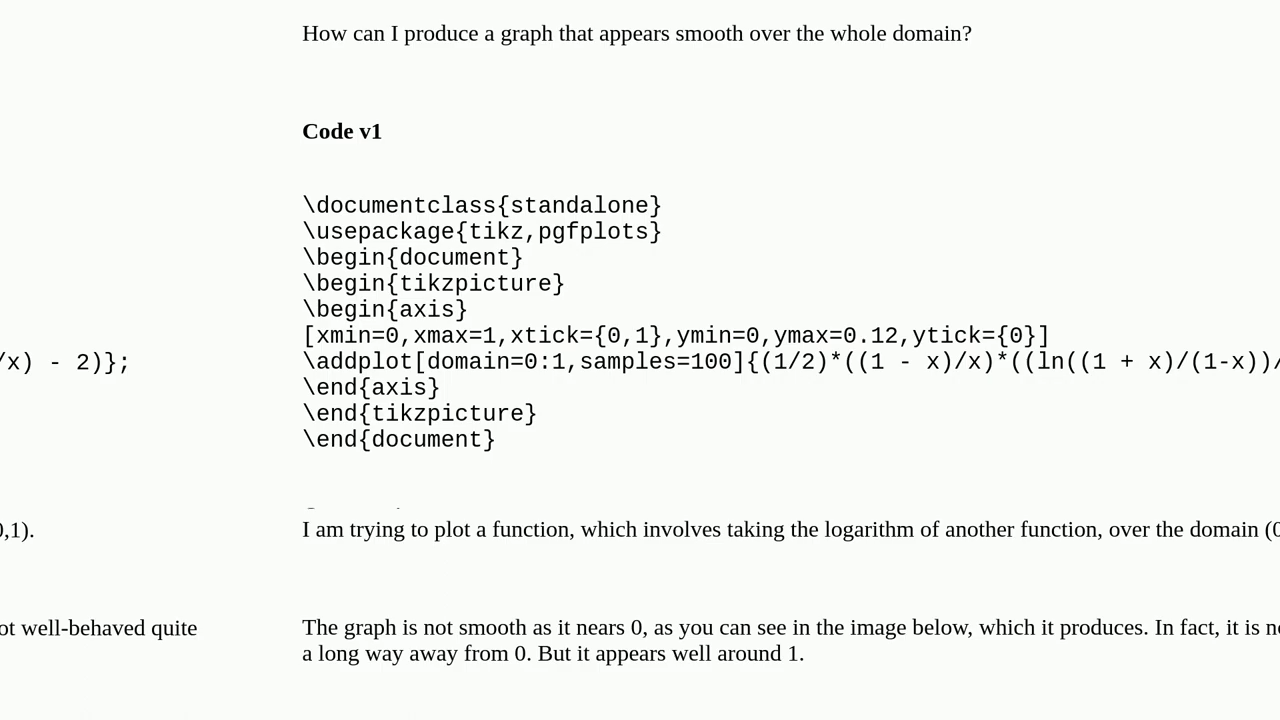 /x) - 2)};
,1).
ot well-behaved quite
How can I produce a graph that appears smooth over the whole domain?
Code v1
\documentclass{standalone}
\usepackage{tikz,pgfplots}
\begin{document}
\begin{tikzpicture}
\begin{axis}
[xmin=0,xmax=1,xtick={0,1},ymin=0,ymax=0.12,ytick={0}]
\addplot[domain=0:1,samples=100]{(1/2)*((1 - x)/x)*((ln((1 + x)/(1-x))/
\end{axis}
\end{tikzpicture}
\end{document}
I am trying to plot a function, which involves taking the logarithm of another function, over the domain (0
The graph is not smooth as it nears 0, as you can see in the image below, which it produces. In fact, it is n
a long way away from 0. But it appears well around 1.